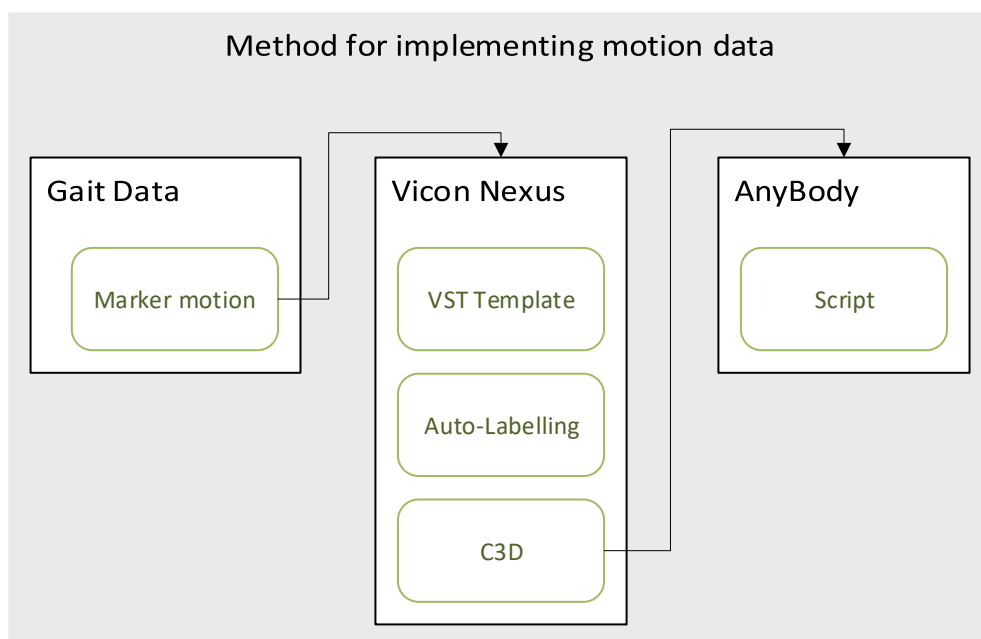 Method for implementing motion data
Gait Data
Marker motion
Vicon Nexus
VST Template
Auto-Labelling
C3D
AnyBody
Script